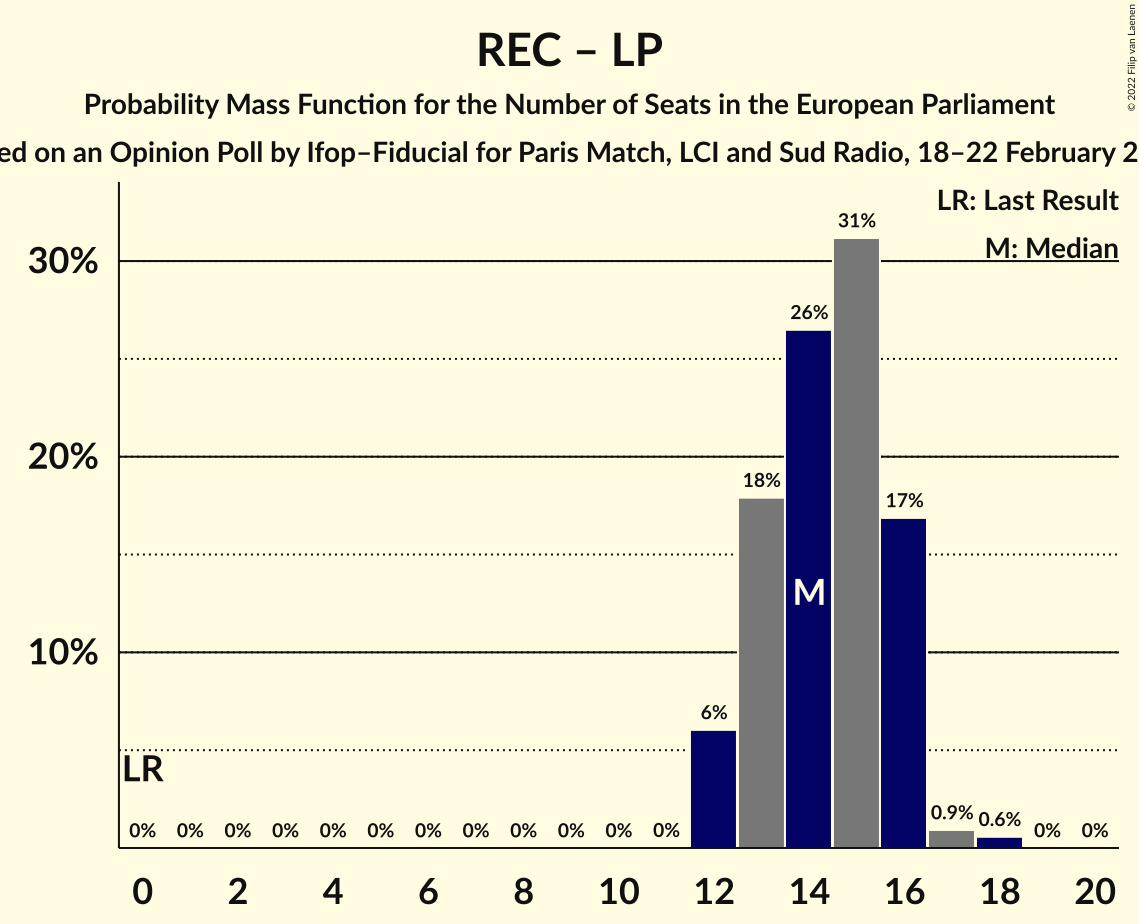 REC – LP
Probability Mass Function for the Number of Seats in the European Parliament
on an Opinion Poll by Ifop–Fiducial for Paris Match, LCI and Sud Radio, 18–22 February
© 2022 Filip van Laenen
LR: Last Result
M: Median
30%
20%
10%
31%
26%
18%
17%
6%
0.9%
0.6%
M
LR
0% 0% 0% 0% 0% 0% 0% 0% 0% 0% 0% 0% 0% 0%
0 2 4 6 8 10 12 14 16 18 20